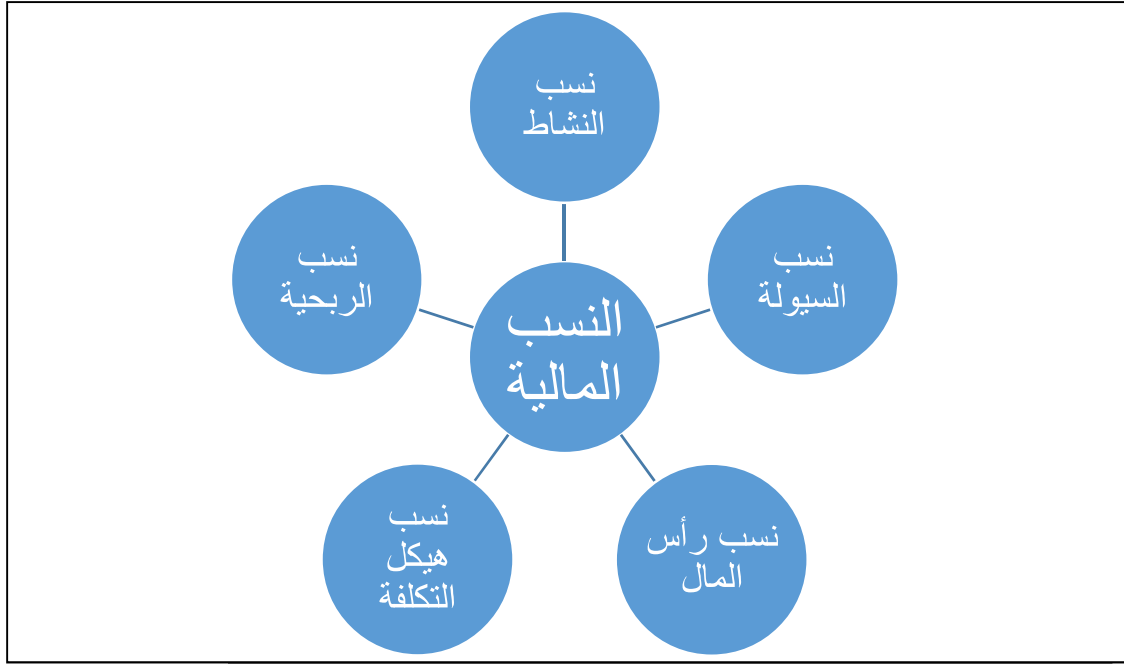 نسب
النشاط
نسب
السيولة
نسب رأس
المال
نسب
هيكل
التكلفة
نسب
الربحية
النسب
المالية